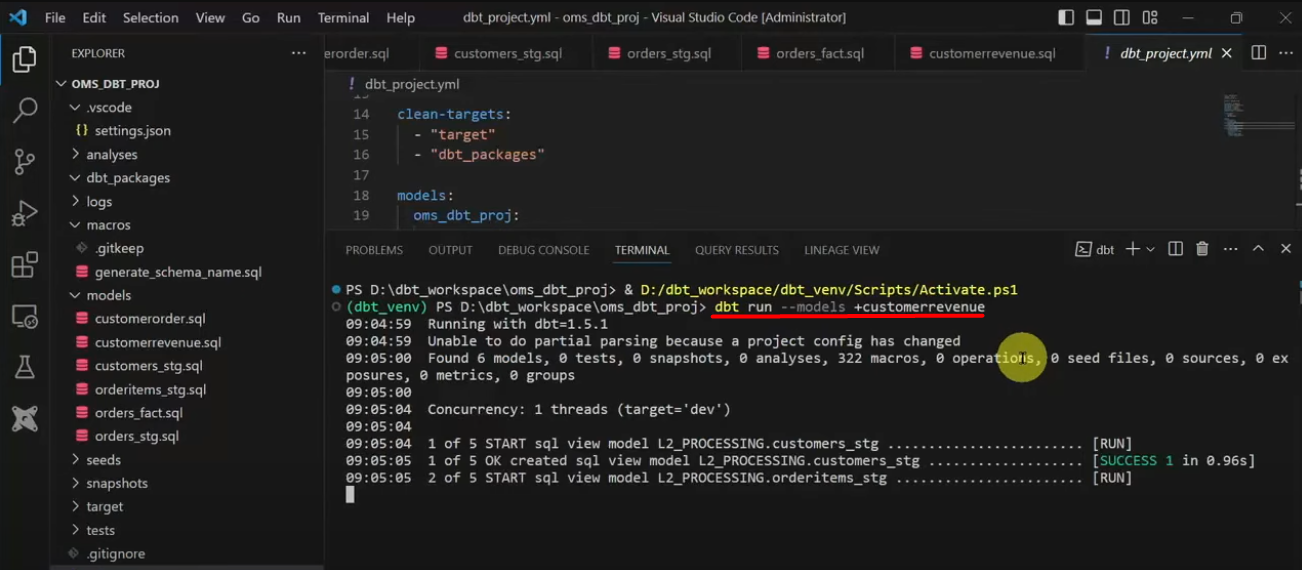 File Edit Selection View Go Run Terminal Help dbt_project.yml - oms_dbt_proj - Visual Studio Code [Administrator]
EXPLORER ...
OMS_DBT_PROJ
.vscode
{} settings.json
analyses
dbt_packages
logs
macros
.gitkeep
generate_schema_name.sql
models
customerorder.sql
customerrevenue.sql
customers_stg.sql
orderitems_stg.sql
orders_fact.sql
orders_stg.sql
seeds
snapshots
target
tests
.gitignore
rorder.sql customers_stg.sql orders_stg.sql orders_fact.sql customerrevenue.sql ! dbt_project.yml
! dbt_project.yml
14 clean-targets:
15 - "target"
16 - "dbt_packages"
17
18 models:
19 oms_dbt_proj:
PROBLEMS OUTPUT DEBUG CONSOLE TERMINAL QUERY RESULTS LINEAGE VIEW dbt
PS D:\dbt_workspace\oms_dbt_proj> & D:/dbt_workspace/dbt_venv/Scripts/Activate.ps1
(dbt_venv) PS D:\dbt_workspace\oms_dbt_proj> dbt run --models +customerrevenue
09:04:59 Running with dbt=1.5.1
09:04:59 Unable to do partial parsing because a project config has changed
09:05:00 Found 6 models, 0 tests, 0 snapshots, 0 analyses, 322 macros, 0 operations, 0 seed files, 0 sources, 0 ex
posures, 0 metrics, 0 groups
09:05:00
09:05:04 Concurrency: 1 threads (target='dev')
09:05:04
09:05:04 1 of 5 START sql view model L2_PROCESSING.customers_stg ....................... [RUN]
09:05:05 1 of 5 OK created sql view model L2_PROCESSING.customers_stg .................. [SUCCESS 1 in 0.96s]
09:05:05 2 of 5 START sql view model L2_PROCESSING.orderitems_stg ...................... [RUN]